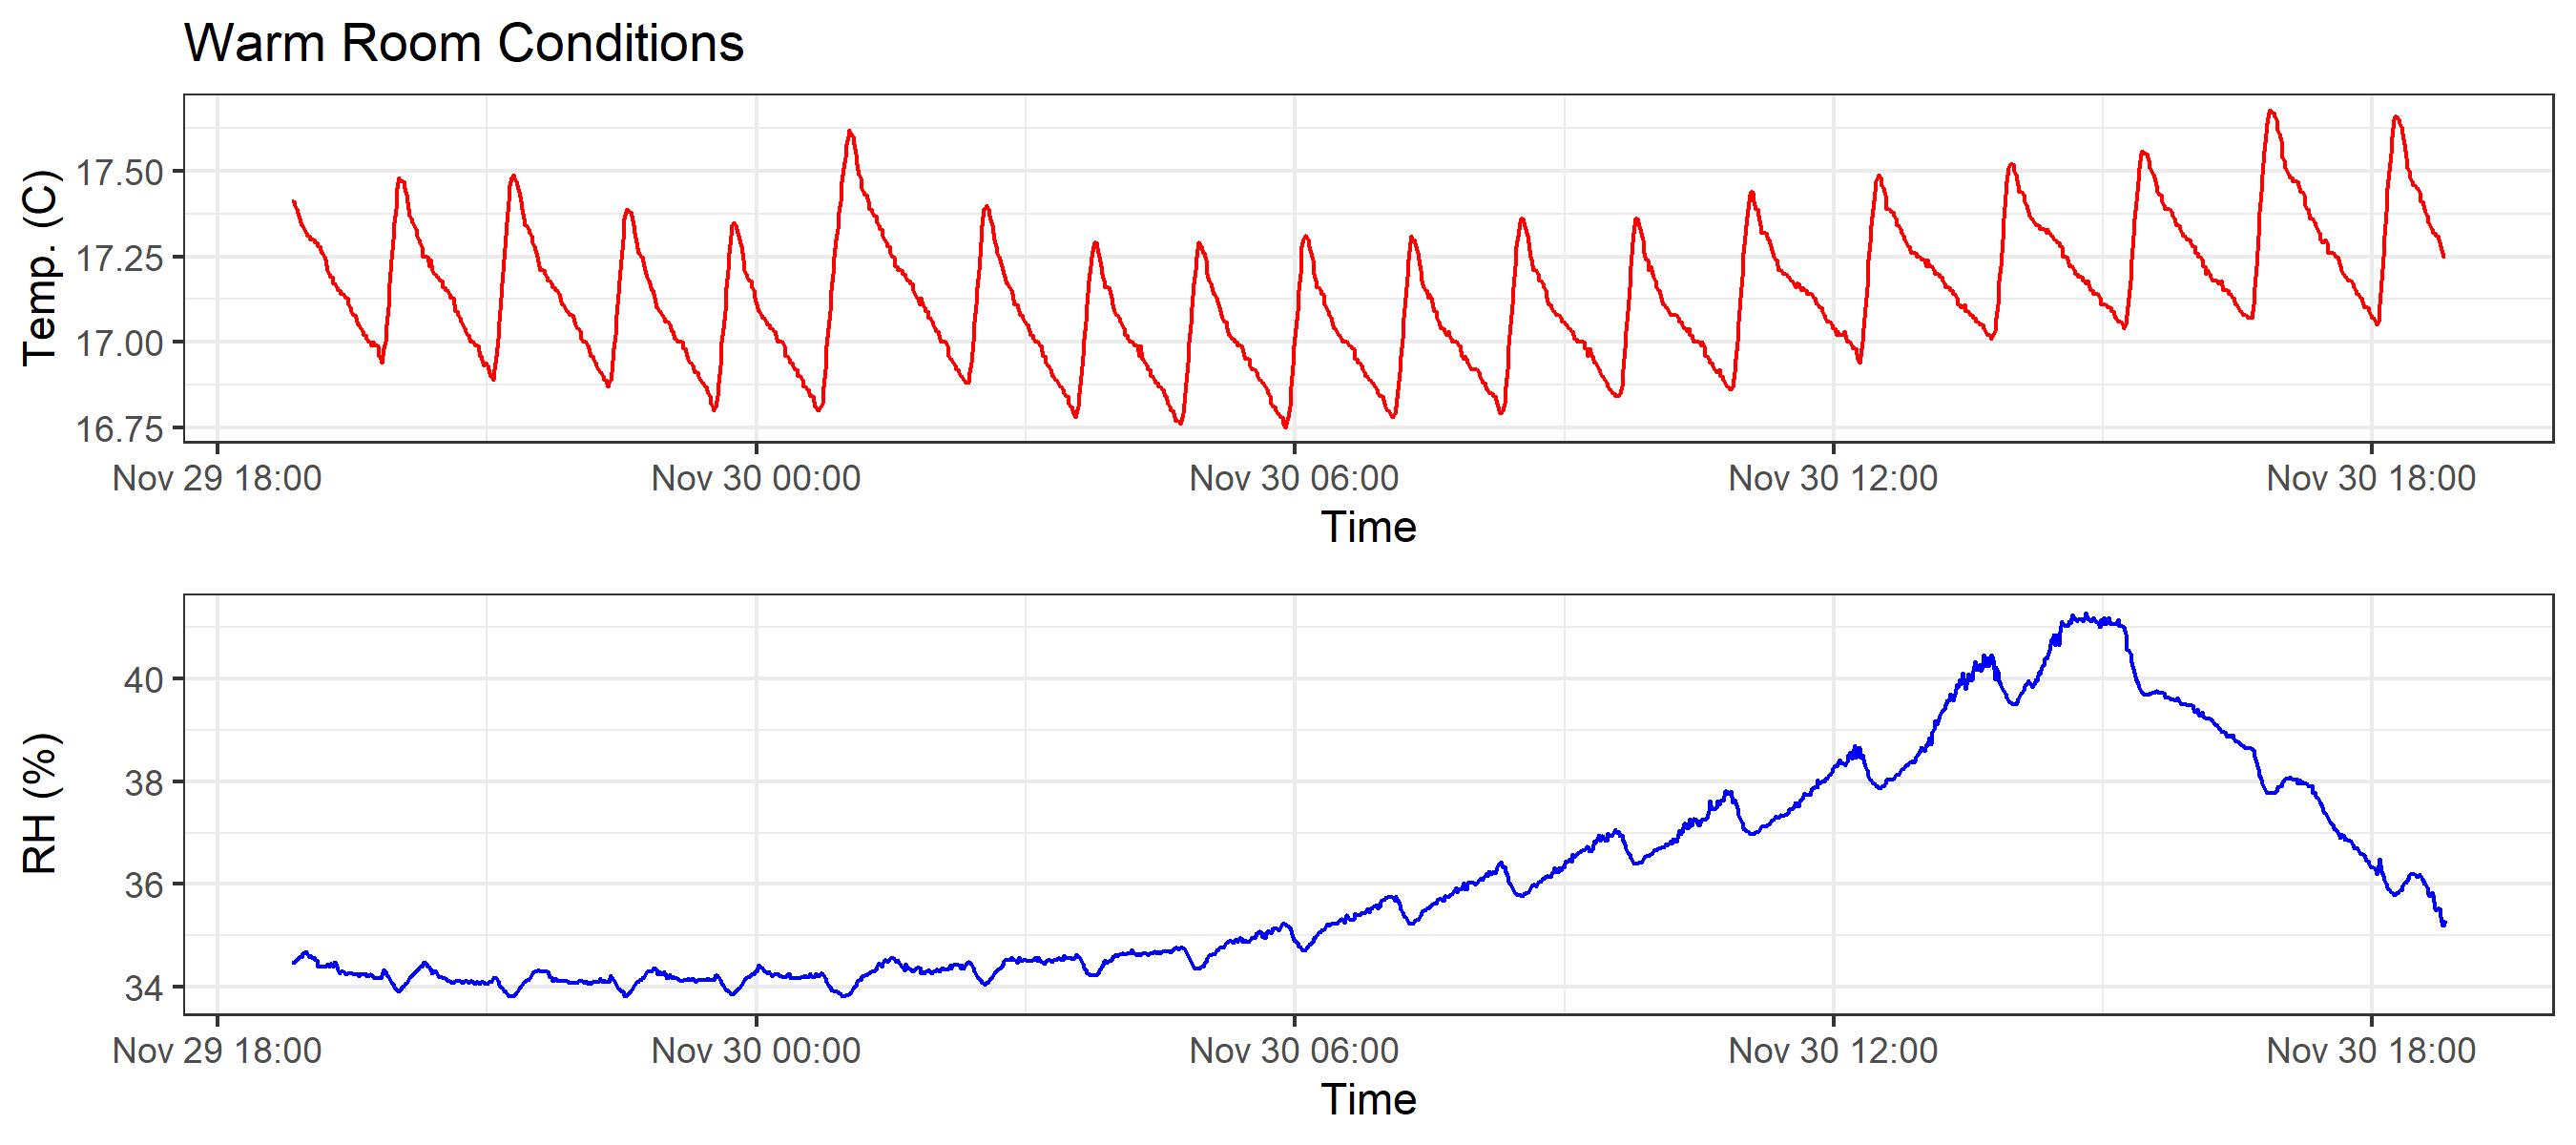 Warm Room Conditions
Temp. (C)
17.50
17.25
17.00
16.75
Nov 29 18:00 Nov 30 00:00 Nov 30 06:00 Nov 30 12:00 Nov 30 18:00
Time
RH (%)
40
38
36
34
Nov 29 18:00 Nov 30 00:00 Nov 30 06:00 Nov 30 12:00 Nov 30 18:00
Time